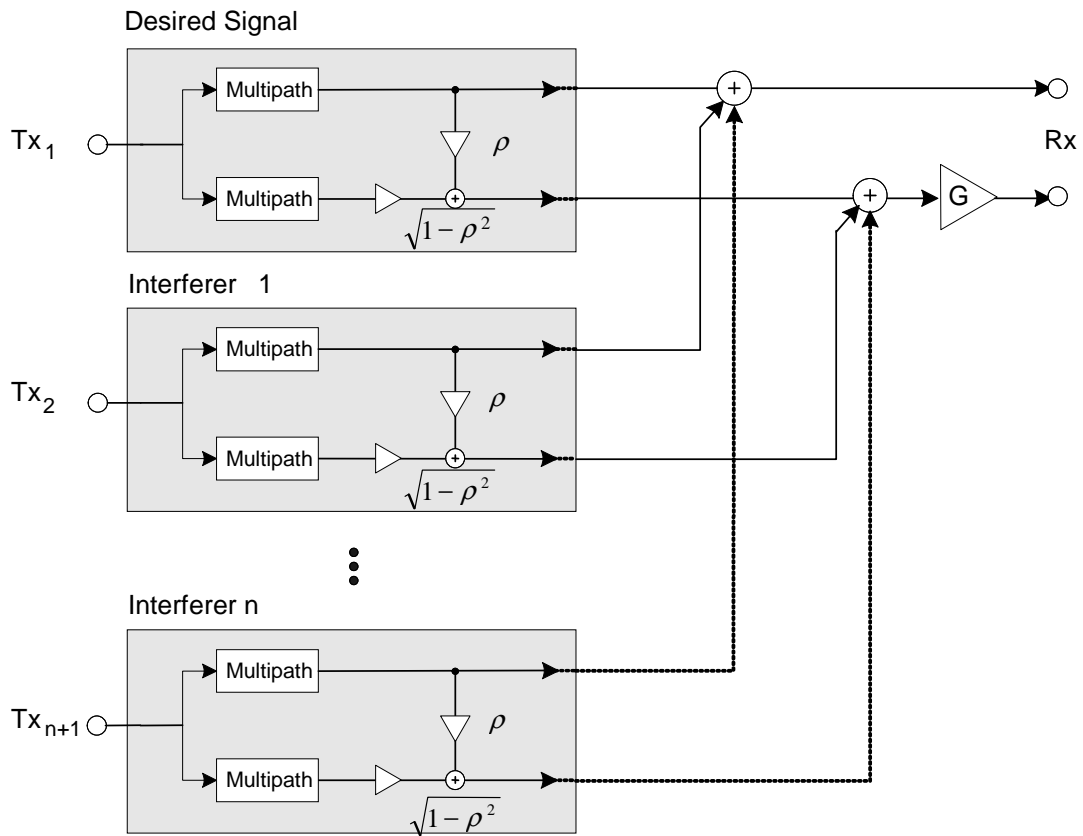 Desired Signal
Multipath
Tx1
ρ
Rx
Multipath
√1 − ρ²
+
+
+
G
Interferer 1
Multipath
Tx2
ρ
Multipath
+
√1 − ρ²
Interferer n
Multipath
Txn+1
ρ
Multipath
+
√1 − ρ²